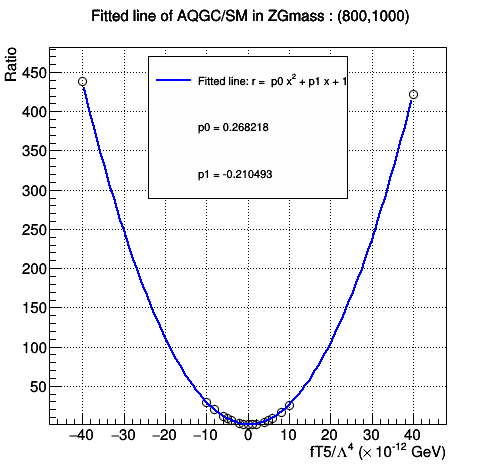 Fitted line of AQGC/SM in ZGmass : (800,1000)
Ratio
Fitted line: r = p0 x² + p1 x + 1
p0 = 0.268218
p1 = -0.210493
450
400
350
300
250
200
150
100
50
−40 −30 −20 −10 0 10 20 30 40
fT5/Λ⁴ (× 10⁻¹² GeV)